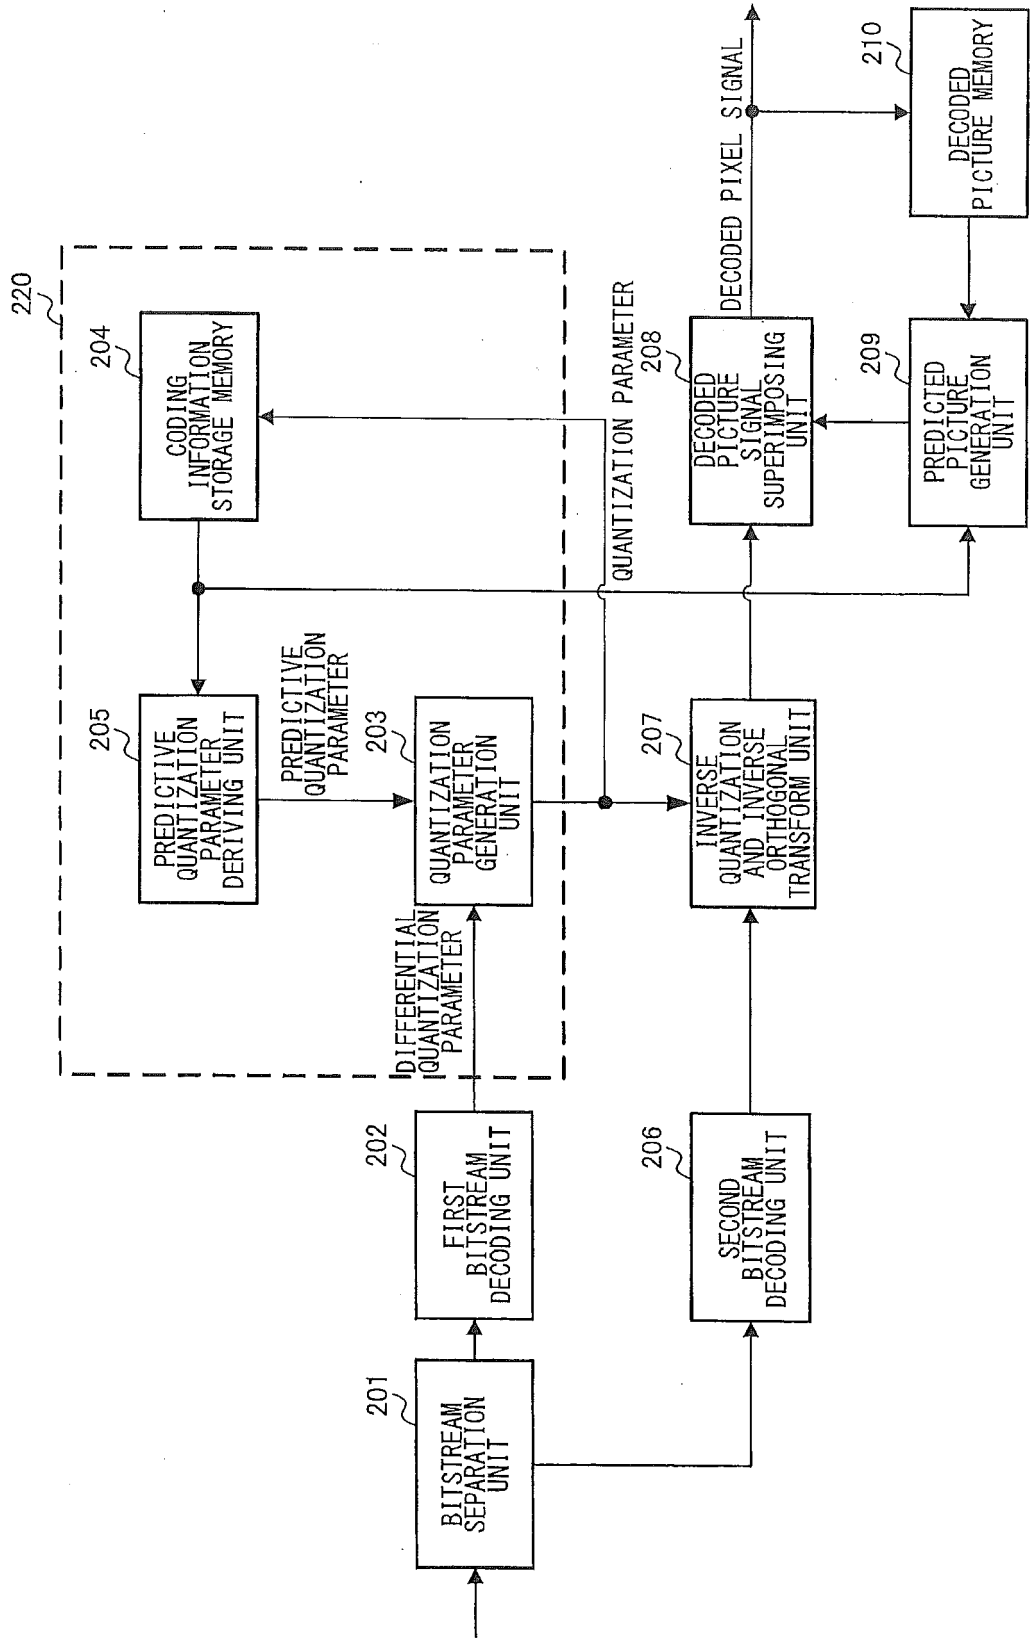 220
204
CODING
INFORMATION
STORAGE MEMORY
205
PREDICTIVE
QUANTIZATION
PARAMETER
DERIVING UNIT
PREDICTIVE
QUANTIZATION
PARAMETER
203
QUANTIZATION
PARAMETER
GENERATION
UNIT
DIFFERENTIAL
QUANTIZATION
PARAMETER
202
FIRST
BITSTREAM
DECODING UNIT
201
BITSTREAM
SEPARATION
UNIT
QUANTIZATION PARAMETER
206
SECOND
BITSTREAM
DECODING UNIT
207
INVERSE
QUANTIZATION
AND INVERSE
ORTHOGONAL
TRANSFORM UNIT
208
DECODED
PICTURE
SIGNAL
SUPERIMPOSING
UNIT
DECODED PIXEL SIGNAL
209
PREDICTED
PICTURE
GENERATION
UNIT
210
DECODED
PICTURE MEMORY